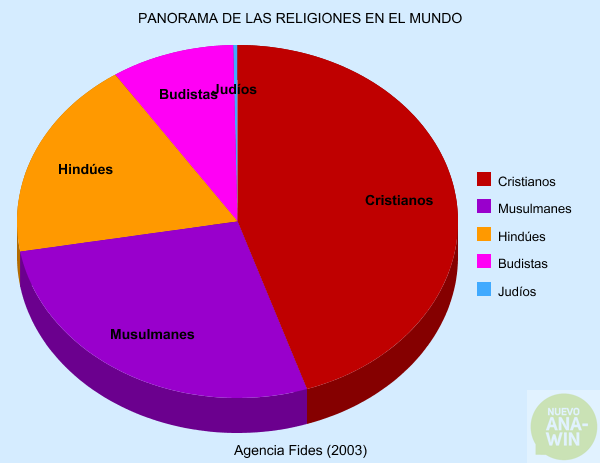 PANORAMA DE LAS RELIGIONES EN EL MUNDO
Judíos
Budistas
Hindúes
Cristianos
Musulmanes
Cristianos
Musulmanes
Hindúes
Budistas
Judíos
NUEVO
ANA-
WIN
Agencia Fides (2003)